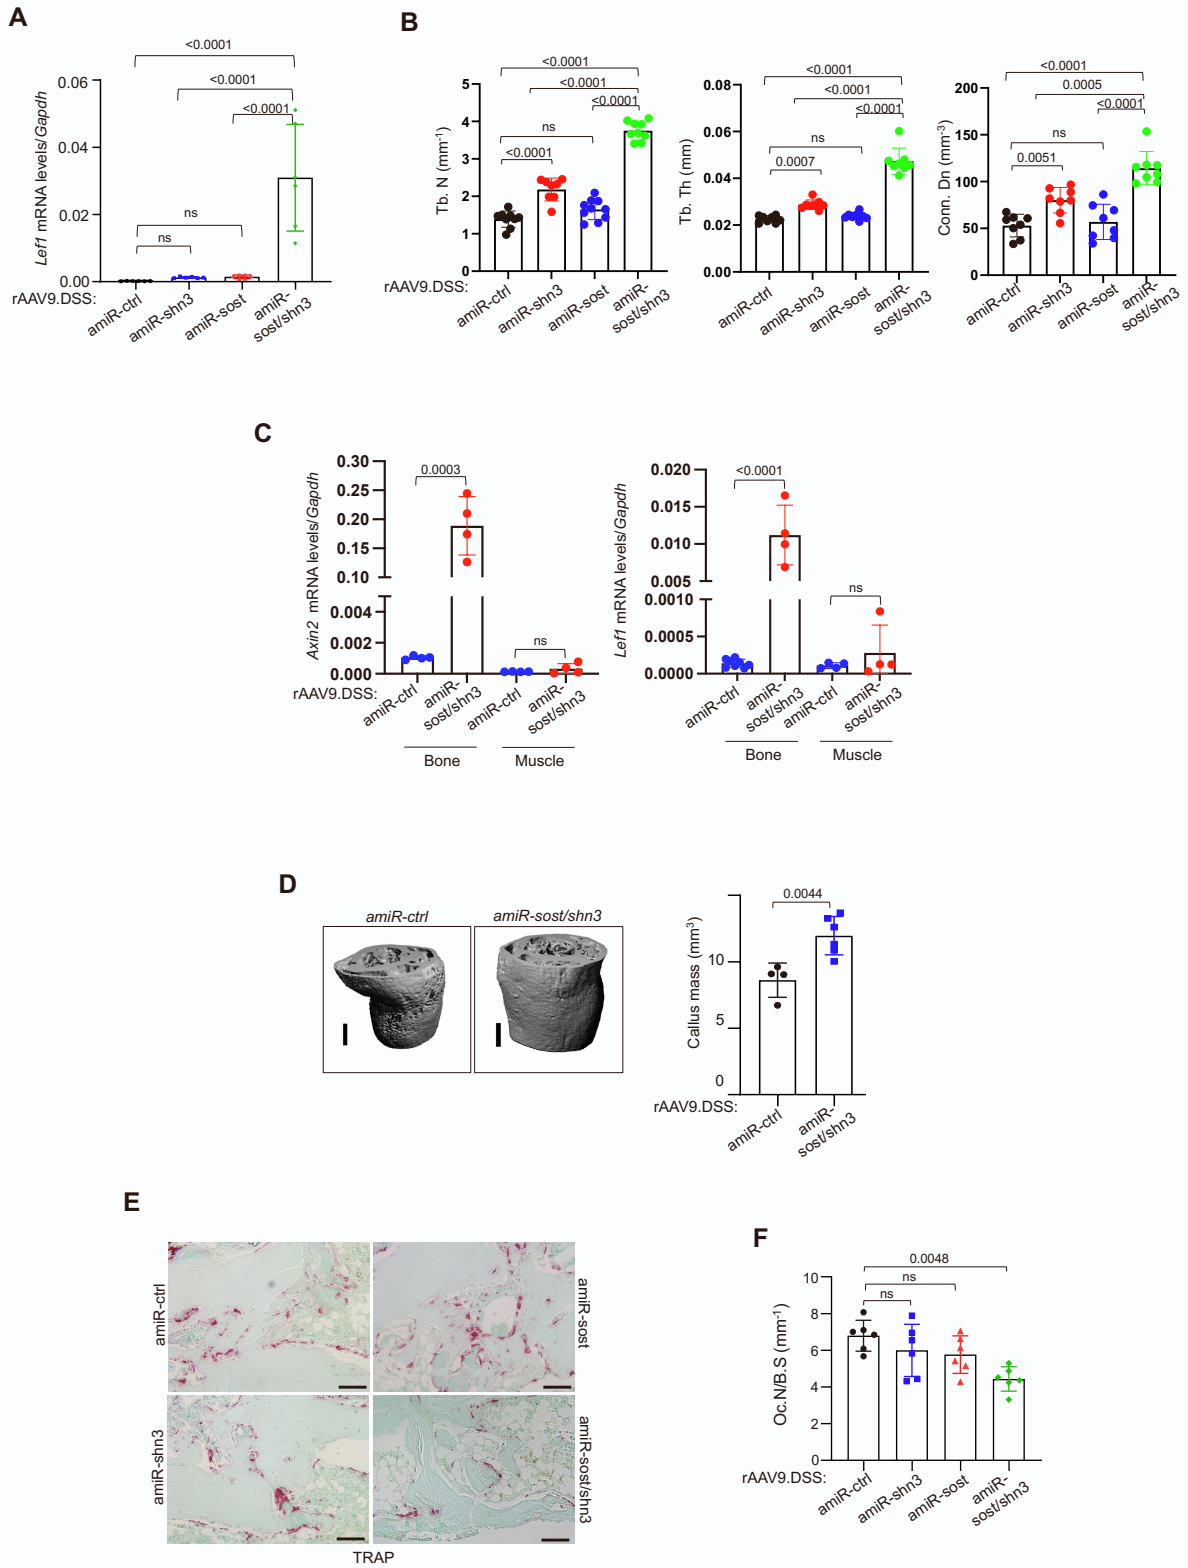 A
<0.0001
<0.0001
<0.0001
ns
ns
Lef1 mRNA levels/Gapdh
0.06
0.04
0.02
0.00
rAAV9.DSS:
amiR-ctrl
amiR-shn3
amiR-sost
amiR-
sost/shn3
B
<0.0001
<0.0001
<0.0001
ns
<0.0001
Tb. N (mm⁻¹)
5
4
3
2
1
0
rAAV9.DSS:
amiR-ctrl
amiR-shn3
amiR-sost
amiR-
sost/shn3
<0.0001
<0.0001
<0.0001
ns
0.0007
Tb. Th (mm)
0.08
0.06
0.04
0.02
0.00
amiR-ctrl
amiR-shn3
amiR-sost
amiR-
sost/shn3
<0.0001
0.0005
<0.0001
ns
0.0051
Conn. Dn (mm⁻³)
200
150
100
50
0
amiR-ctrl
amiR-shn3
amiR-sost
amiR-
sost/shn3
C
0.0003
ns
Axin2 mRNA levels/Gapdh
0.30
0.25
0.20
0.15
0.10
0.004
0.002
0.000
rAAV9.DSS:
amiR-ctrl
amiR-
sost/shn3
amiR-ctrl
amiR-
sost/shn3
Bone
Muscle
<0.0001
ns
Lef1 mRNA levels/Gapdh
0.020
0.015
0.010
0.005
0.0010
0.0005
0.0000
amiR-ctrl
amiR-
sost/shn3
amiR-ctrl
amiR-
sost/shn3
Bone
Muscle
D
amiR-ctrl
amiR-sost/shn3
0.0044
Callus mass (mm³)
10
5
0
rAAV9.DSS:
amiR-ctrl
amiR-
sost/shn3
E
amiR-ctrl
amiR-sost
amiR-shn3
amiR-sost/shn3
TRAP
F
0.0048
ns
ns
Oc.N/B.S (mm⁻¹)
10
8
6
4
2
0
rAAV9.DSS:
amiR-ctrl
amiR-shn3
amiR-sost
amiR-
sost/shn3